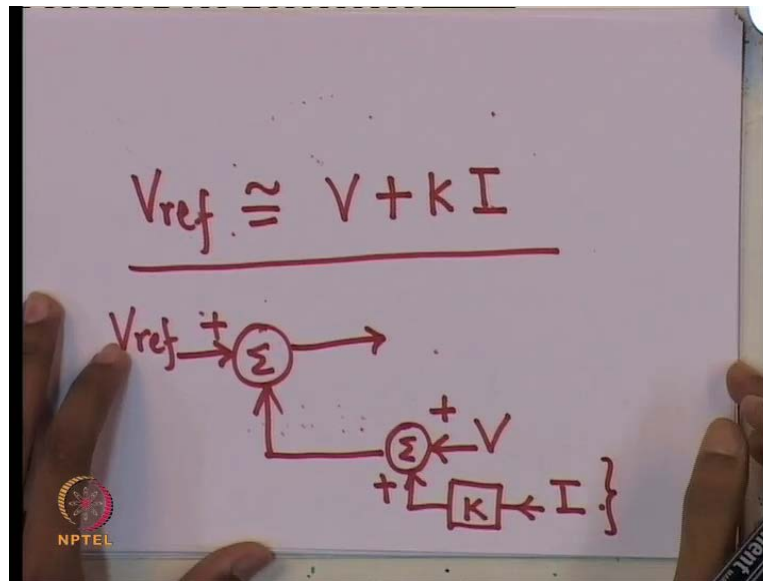 Vref ≅ V + K I
Vref + Σ
+
Σ V
+ K I }
NPTEL